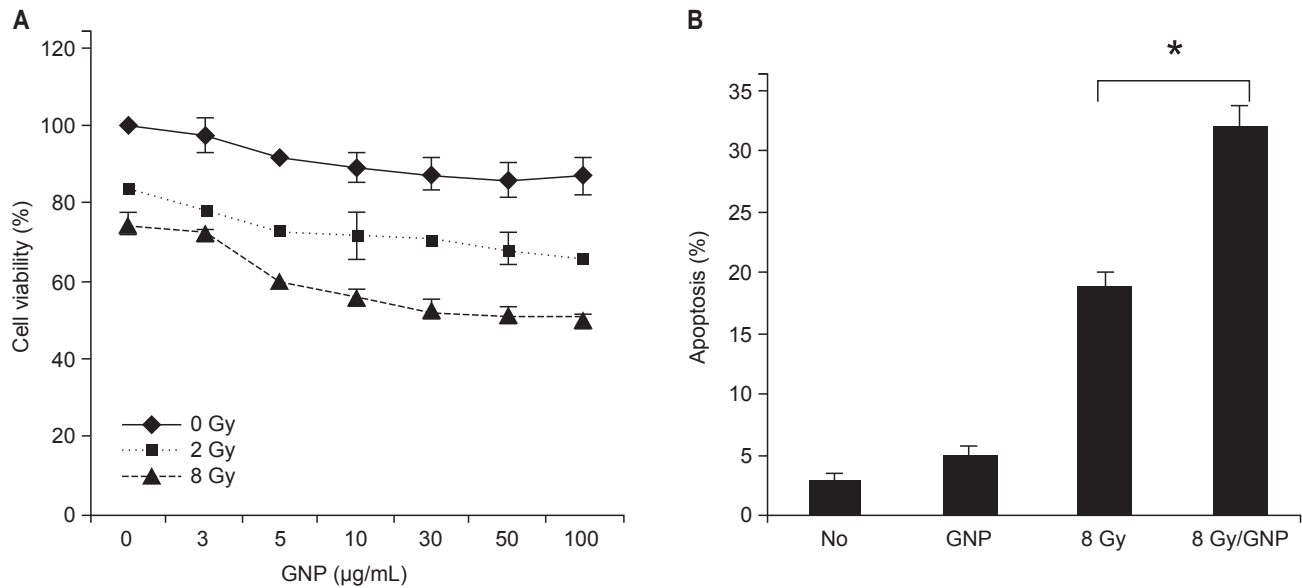 A
Cell viability (%)
120
100
80
60
40
20
0
0 Gy
2 Gy
8 Gy
0 3 5 10 30 50 100
GNP (µg/mL)
B
*
Apoptosis (%)
35
30
25
20
15
10
5
0
No GNP 8 Gy 8 Gy/GNP